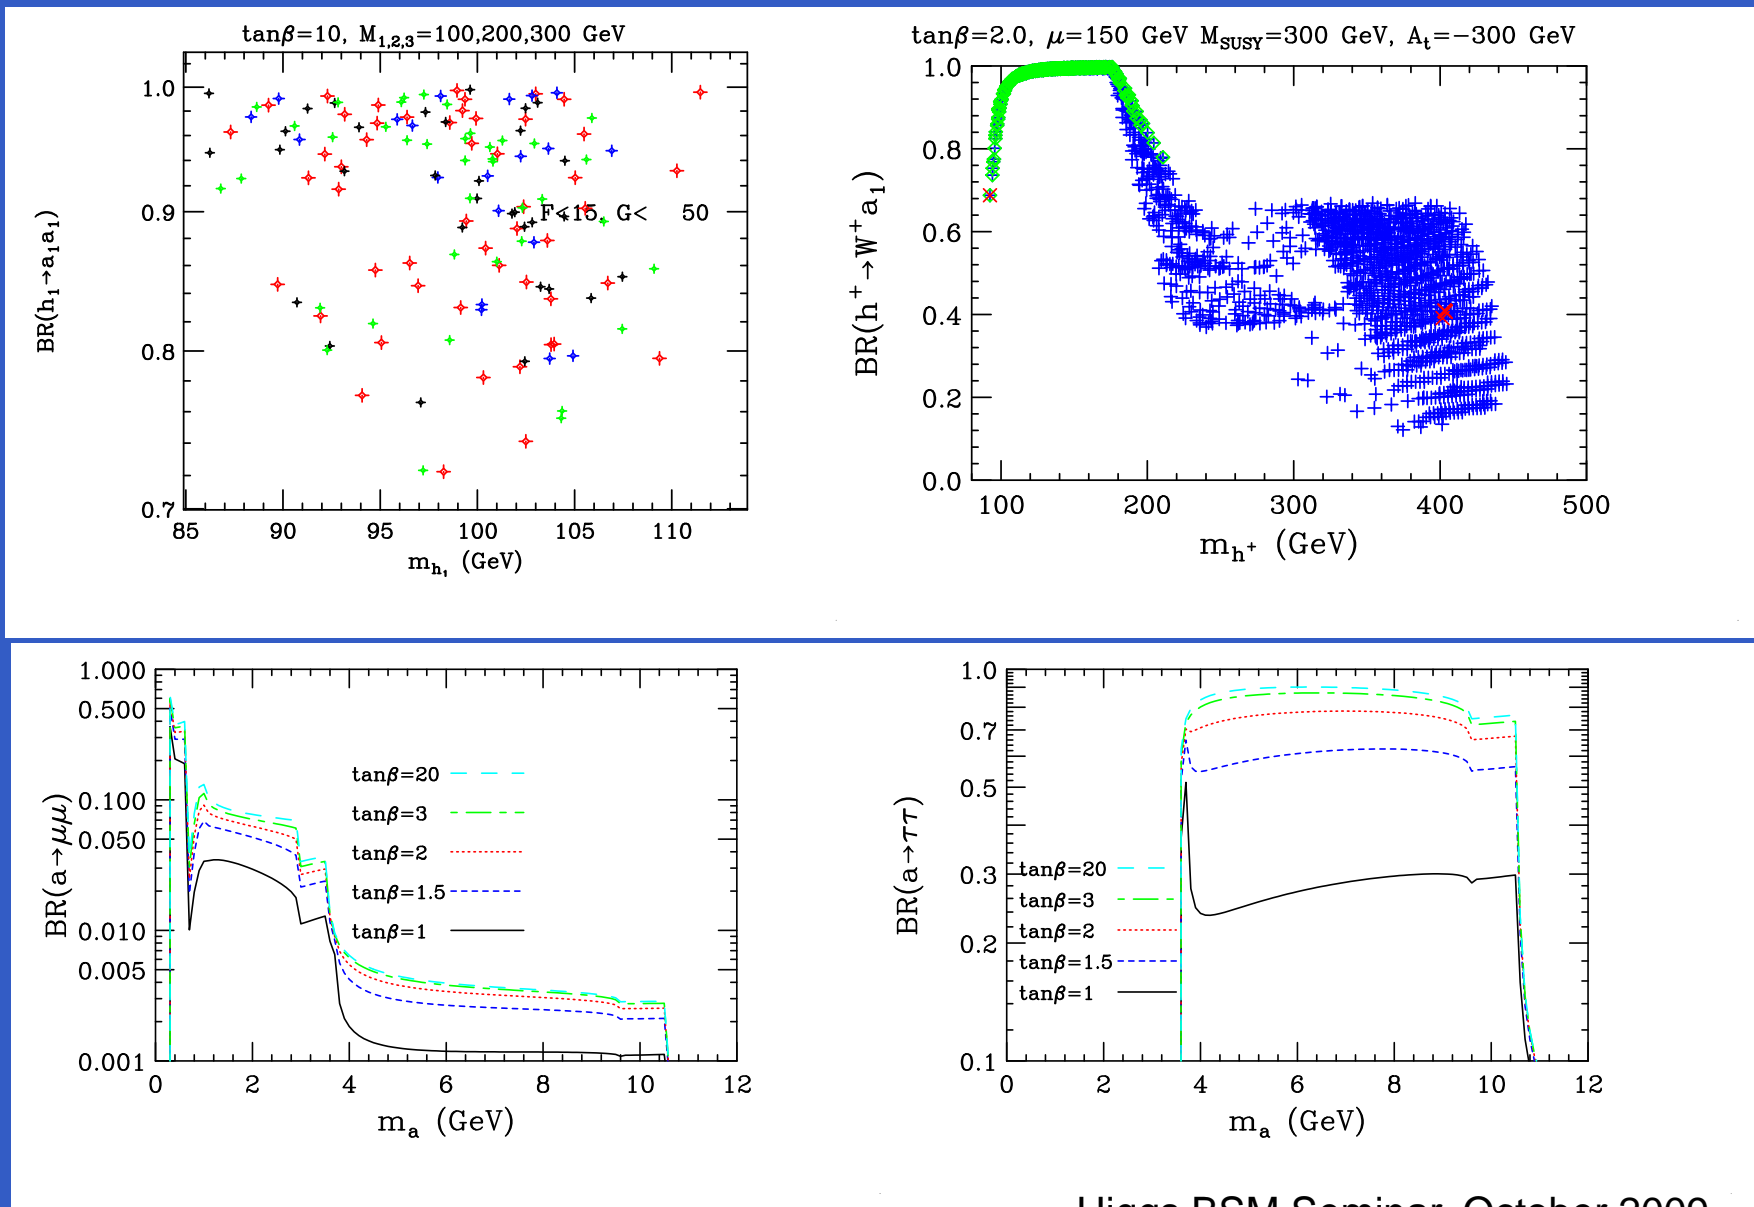 tanβ=10, M1,2,3=100,200,300 GeV
1.0
0.9
0.8
0.7
BR(h1→a1a1)
F<15, G< 50
85 90 95 100 105 110
mh1 (GeV)
tanβ=2.0, μ=150 GeV MSUSY=300 GeV, At=−300 GeV
1.0
0.8
0.6
0.4
0.2
0.0
BR(h+→W+a1)
100 200 300 400 500
mh+ (GeV)
1.000
0.500
0.100
0.050
0.010
0.005
0.001
BR(a→μμ)
tanβ=20
tanβ=3
tanβ=2
tanβ=1.5
tanβ=1
0 2 4 6 8 10 12
ma (GeV)
1.0
0.7
0.5
0.3
0.2
0.1
BR(a→ττ)
tanβ=20
tanβ=3
tanβ=2
tanβ=1.5
tanβ=1
0 2 4 6 8 10 12
ma (GeV)
Higgs BSM Seminar, October 2009